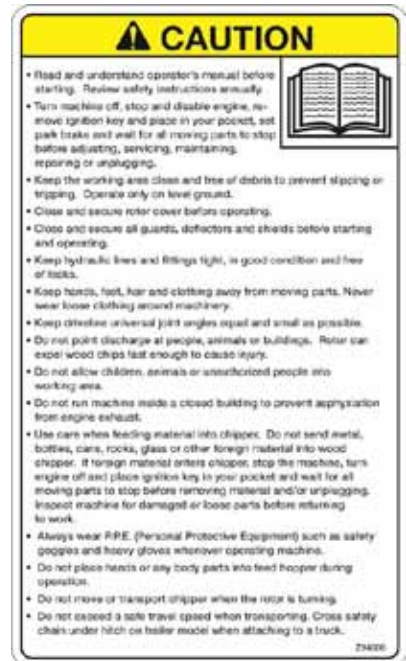 CAUTION
• Read and understand operator's manual before
starting. Review safety instructions annually.
• Turn machine off, stop and disable engine, re-
move ignition key and place in your pocket, set
park brake and wait for all moving parts to stop
before adjusting, servicing, maintaining,
repairing or unplugging.
• Keep the working area clean and free of debris to prevent slipping or
tripping. Operate only on level ground.
• Close and secure rotor cover before operating.
• Close and secure all guards, deflectors and shields before starting
and operating.
• Keep hydraulic lines and fittings tight, in good condition and free
of leaks.
• Keep hands, feet, hair and clothing away from moving parts. Never
wear loose clothing around machinery.
• Keep driveline universal joint angles equal and small as possible.
• Do not point discharge at people, animals or buildings. Rotor can
expel wood chips fast enough to cause injury.
• Do not allow children, animals or unauthorized people into
working area.
• Do not run machine inside a closed building to prevent asphyxiation
from engine exhaust.
• Use care when feeding material into chipper. Do not send metal,
bottles, cans, rocks, glass or other foreign material into wood
chipper. If foreign material enters chipper, stop the machine, turn
engine off and place ignition key in your pocket and wait for all
moving parts to stop before removing material and/or unplugging.
Inspect machine for damaged or loose parts before returning
to work.
• Always wear P.P.E. (Personal Protective Equipment) such as safety
goggles and heavy gloves whenever operating machine.
• Do not place hands or any body parts into feed hopper during
operation.
• Do not move or transport chipper when the rotor is turning.
• Do not exceed a safe travel speed when transporting. Cross safety
chain under hitch on trailer model when attaching to a truck.